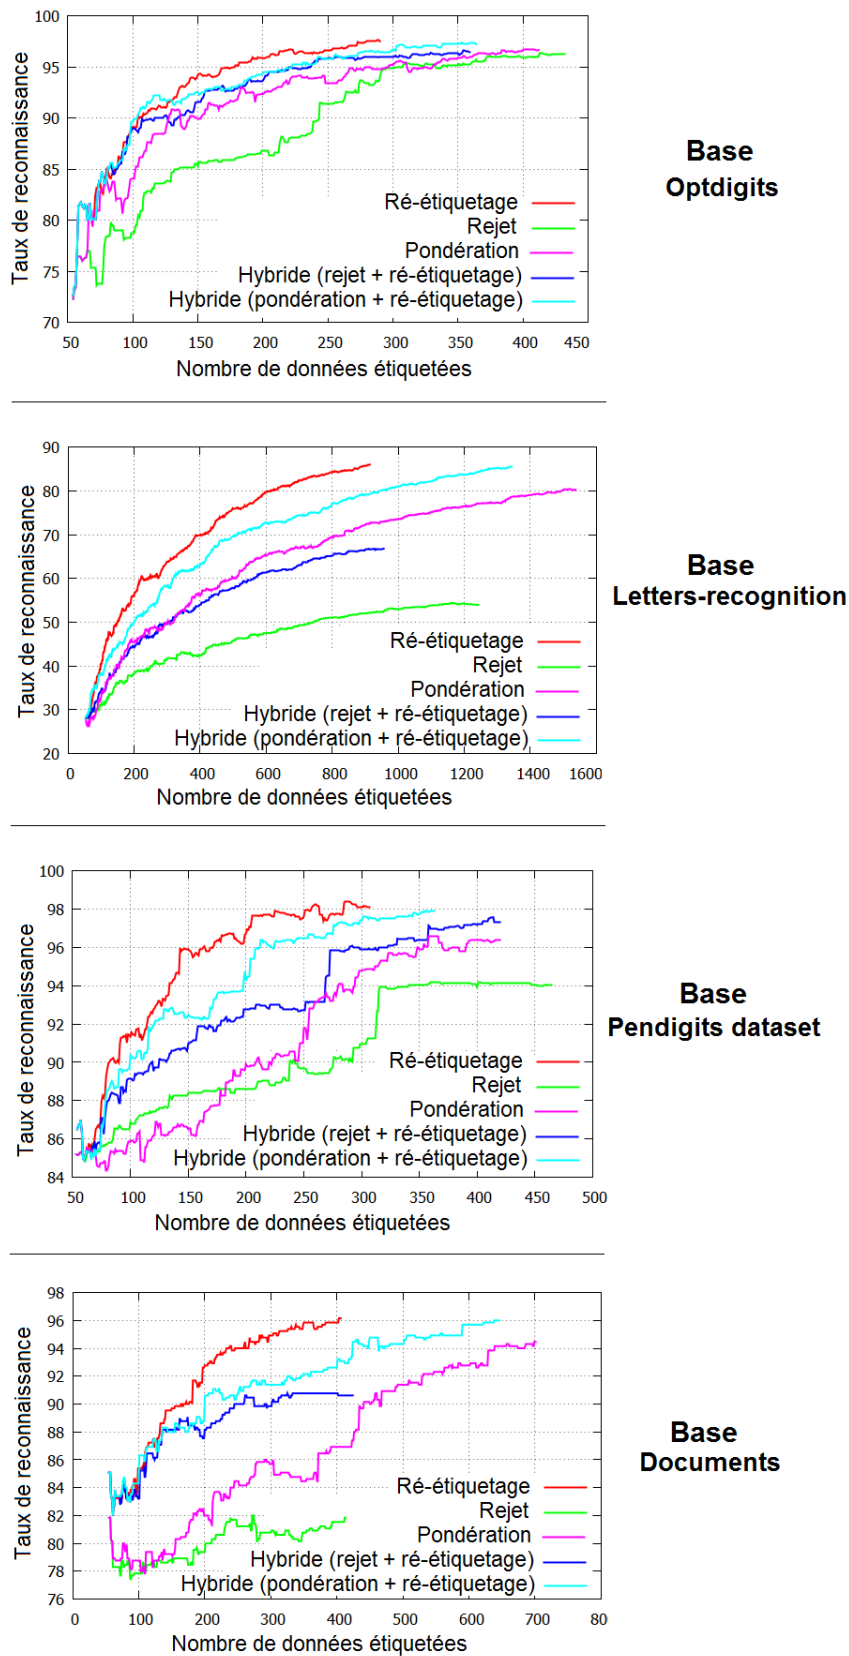 100
95
90
85
80
75
70
Taux de reconnaissance
Ré-étiquetage
Rejet
Pondération
Hybride (rejet + ré-étiquetage)
Hybride (pondération + ré-étiquetage)
50 100 150 200 250 300 350 400 450
Nombre de données étiquetées
Base
Optdigits
90
80
70
60
50
40
30
20
Taux de reconnaissance
Ré-étiquetage
Rejet
Pondération
Hybride (rejet + ré-étiquetage)
Hybride (pondération + ré-étiquetage)
0 200 400 600 800 1000 1200 1400 1600
Nombre de données étiquetées
Base
Letters-recognition
100
98
96
94
92
90
88
86
84
Taux de reconnaissance
Ré-étiquetage
Rejet
Pondération
Hybride (rejet + ré-étiquetage)
Hybride (pondération + ré-étiquetage)
50 100 150 200 250 300 350 400 450 500
Nombre de données étiquetées
Base
Pendigits dataset
98
96
94
92
90
88
86
84
82
80
78
76
Taux de reconnaissance
Ré-étiquetage
Rejet
Pondération
Hybride (rejet + ré-étiquetage)
Hybride (pondération + ré-étiquetage)
0 100 200 300 400 500 600 700 80
Nombre de données étiquetées
Base
Documents